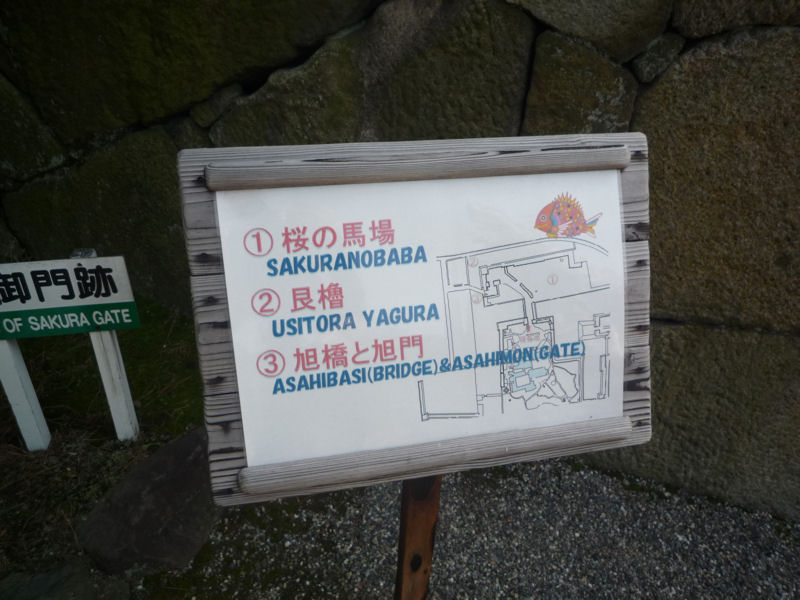 ① 桜の馬場
SAKURANOBABA
② 艮櫓
USITORA YAGURA
③ 旭橋と旭門
ASAHIBASI(BRIDGE)&ASAHIMON(GATE)
御門跡
OF SAKURA GATE